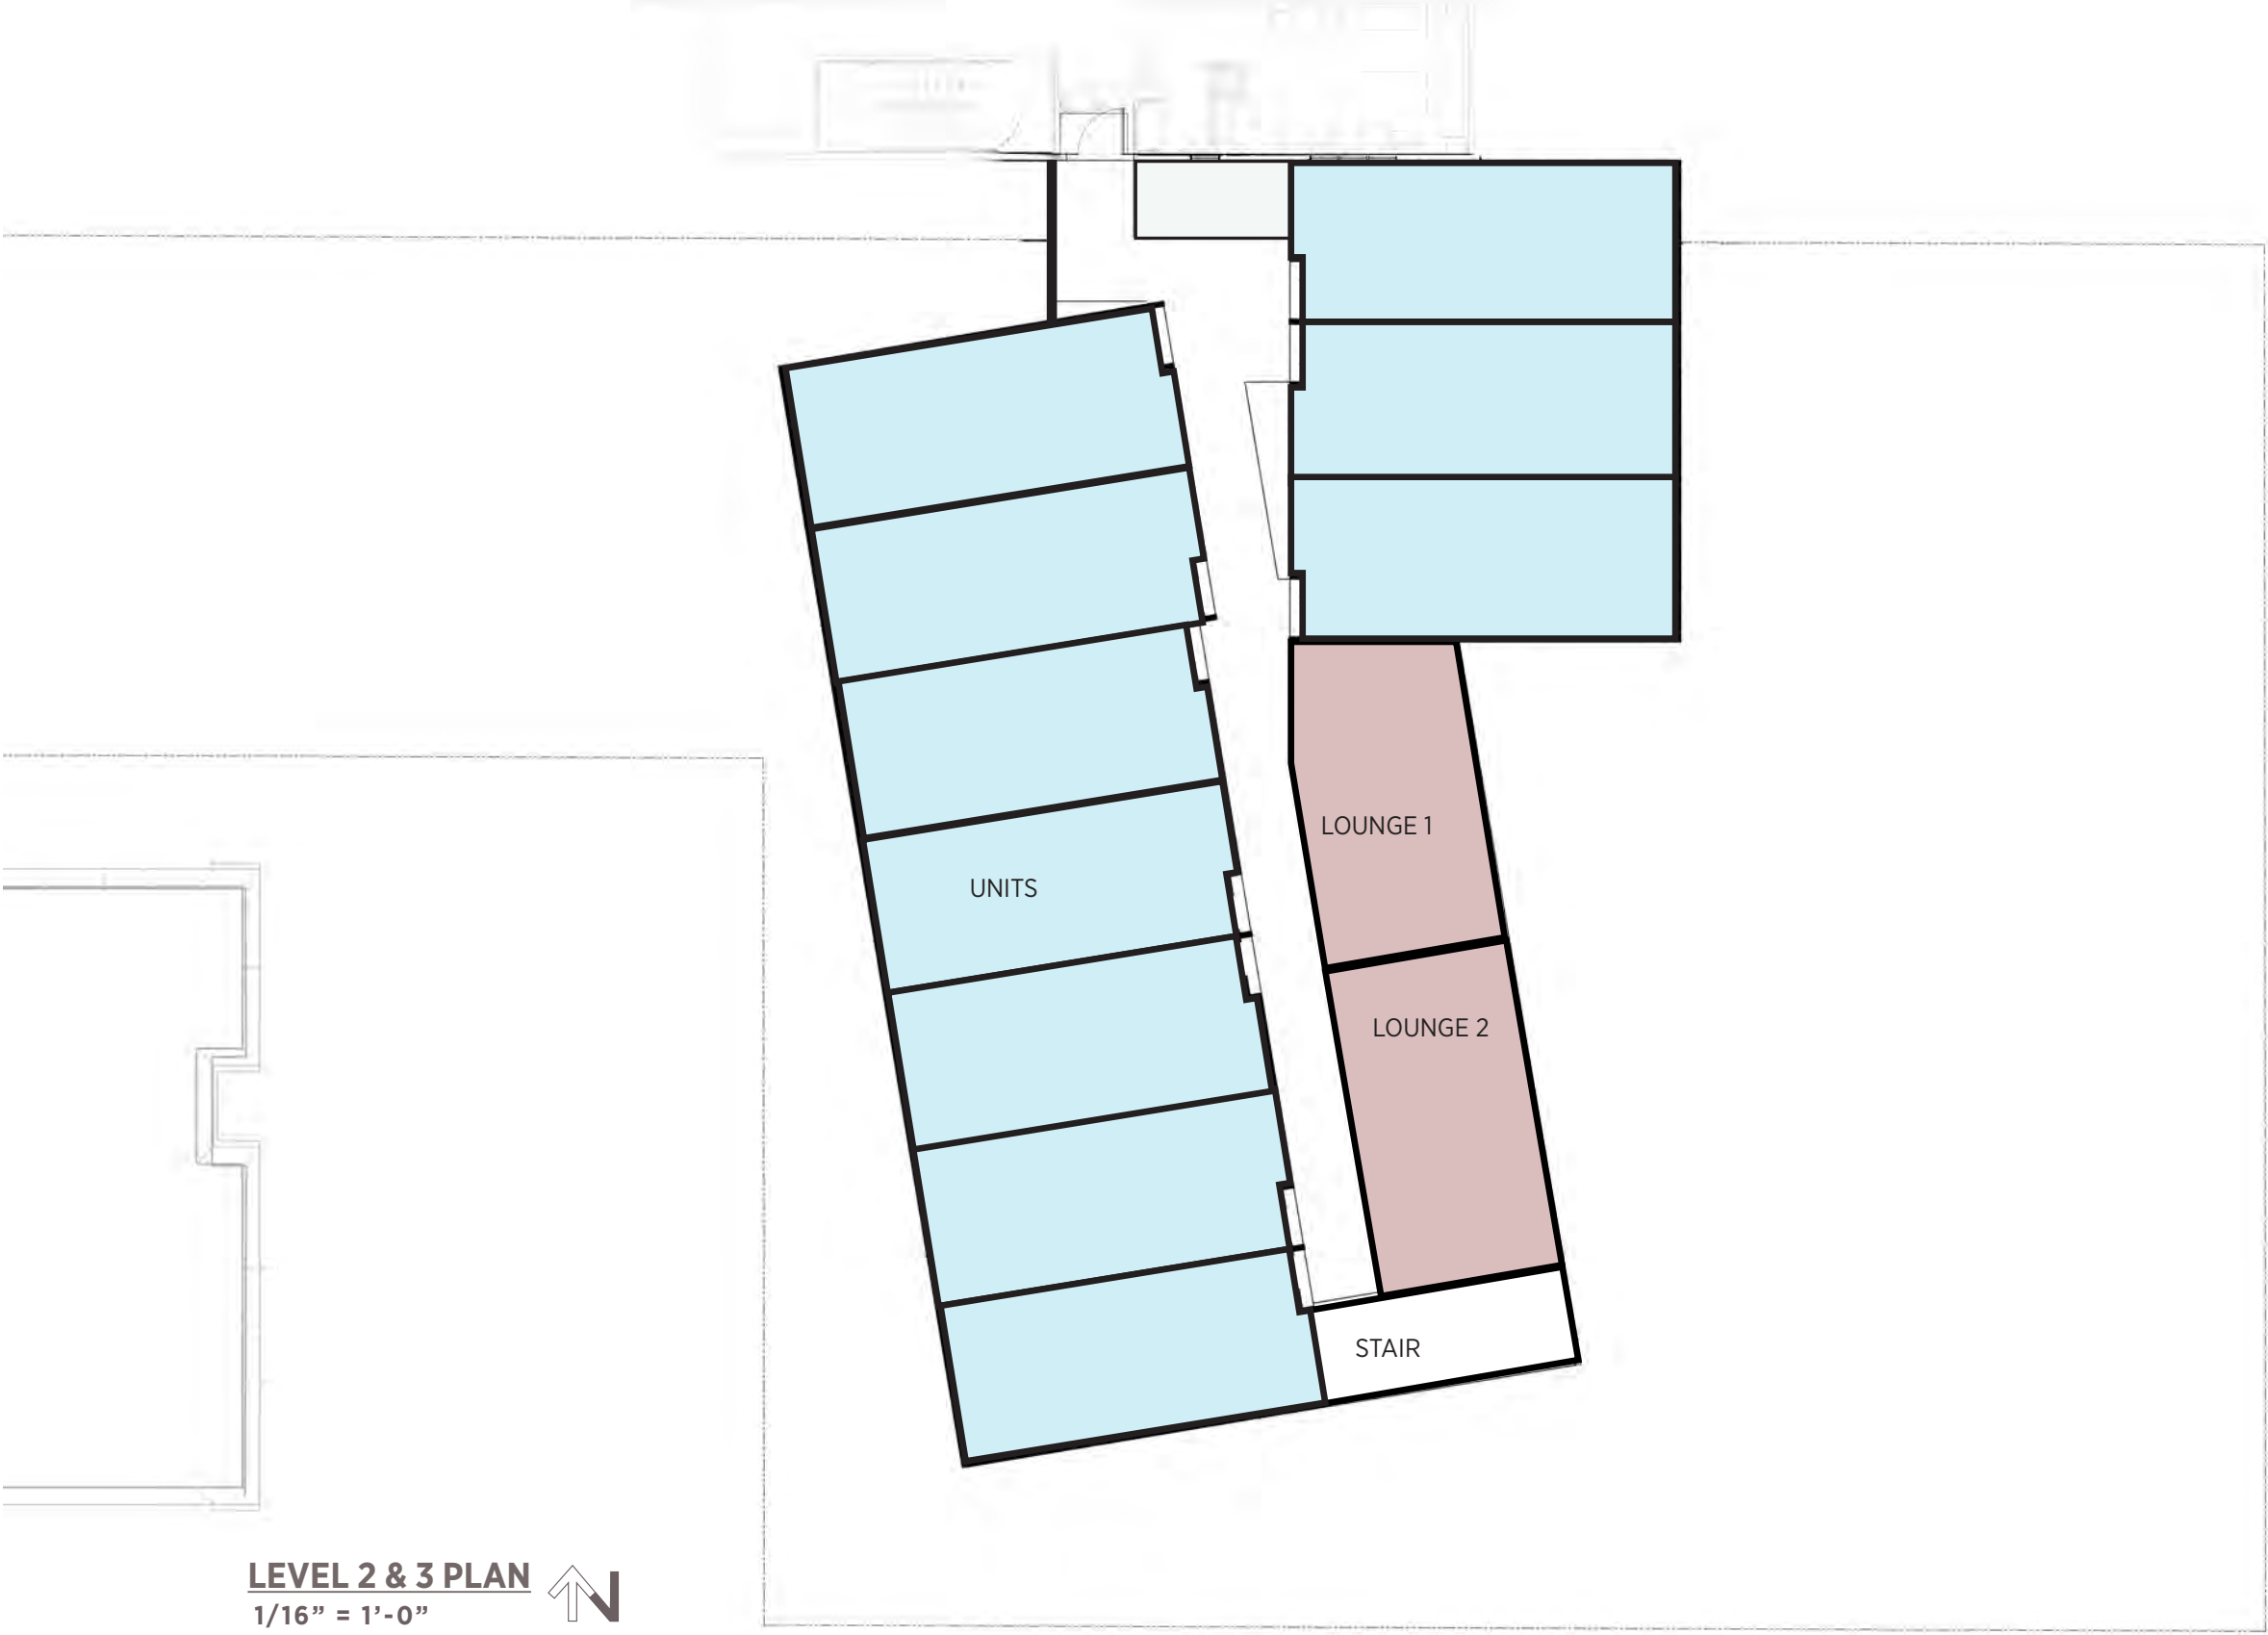 LOUNGE 1
UNITS
LOUNGE 2
STAIR
LEVEL 2 & 3 PLAN
N
1/16” = 1’-0”